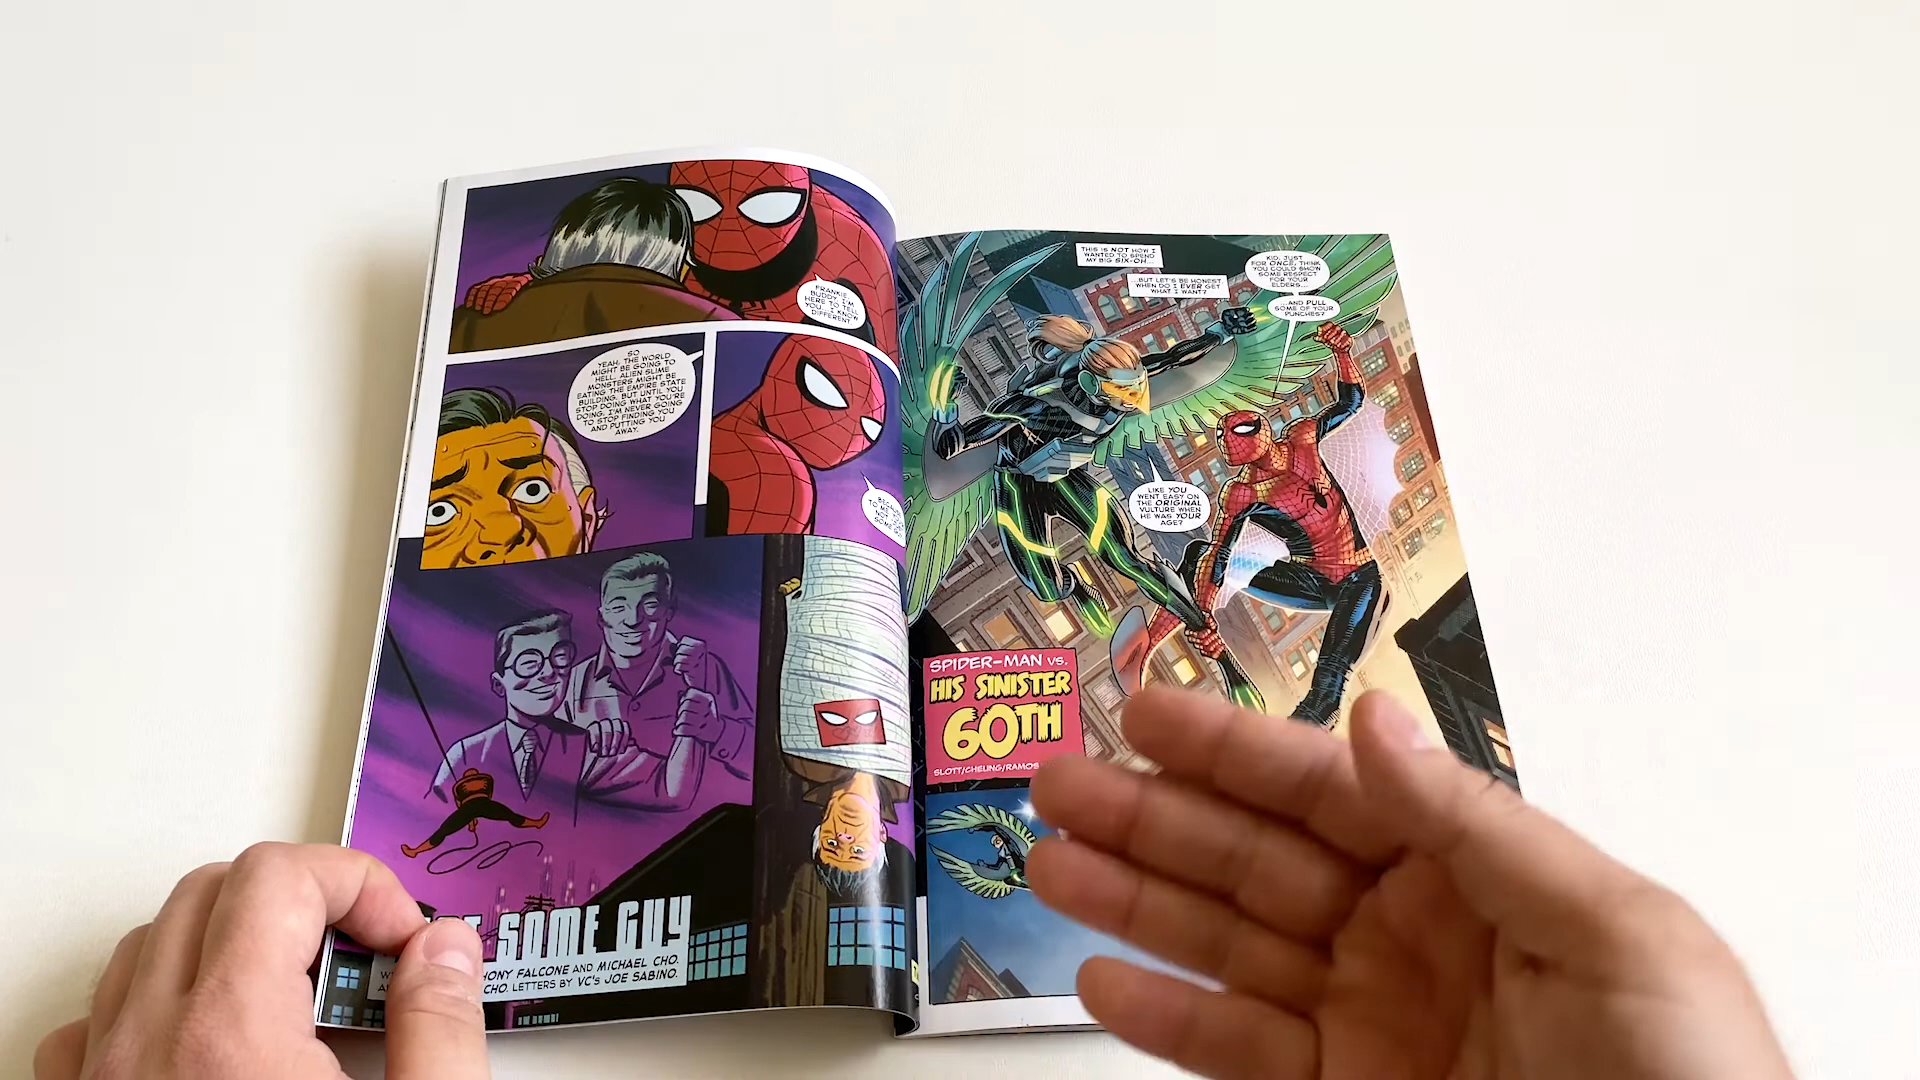 FRANKIE,
BUDDY, I'M
HERE TO TELL
YOU... I KNOW
DIFFERENT.
SO
YEAH: THE WORLD
MIGHT BE GOING TO
HELL. ALIEN SLIME
MONSTERS MIGHT BE
EATING THE EMPIRE STATE
BUILDING. BUT UNTIL YOU
STOP DOING WHAT YOU'RE
DOING, I'M NEVER GOING
TO STOP FINDING YOU
AND PUTTING YOU
AWAY.
SOME GUY
HONY FALCONE AND MICHAEL CHO.
CHO. LETTERS BY VC's JOE SABINO.
THIS IS NOT HOW I
WANTED TO SPEND
MY BIG SIX-OH...
...BUT LET'S BE HONEST,
WHEN DO I EVER GET
WHAT I WANT?
KID, JUST
FOR ONCE, THINK
YOU COULD SHOW
SOME RESPECT
FOR YOUR
ELDERS...
...AND PULL
SOME OF YOUR
PUNCHES?
LIKE YOU
WENT EASY ON
THE ORIGINAL
VULTURE WHEN
HE WAS YOUR
AGE?
SPIDER-MAN VS.
HIS SINISTER
60TH
SLOTT/CHEUNG/RAMOS